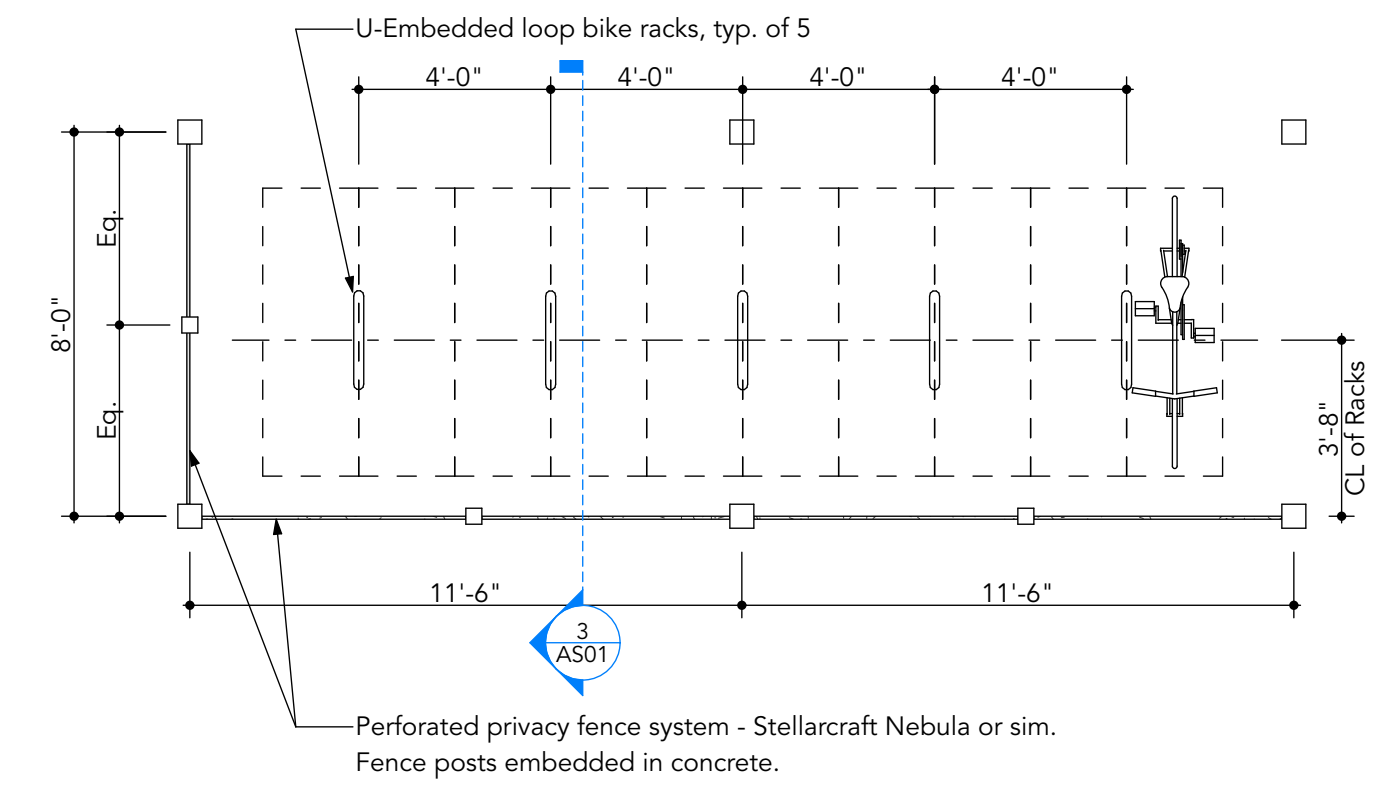 U-Embedded loop bike racks, typ. of 5
4'-0"
4'-0"
4'-0"
4'-0"
8'-0"
Eq.
Eq.
3'-8"
CL of Racks
11'-6"
11'-6"
3
AS01
Perforated privacy fence system - Stellarcraft Nebula or sim.
Fence posts embedded in concrete.